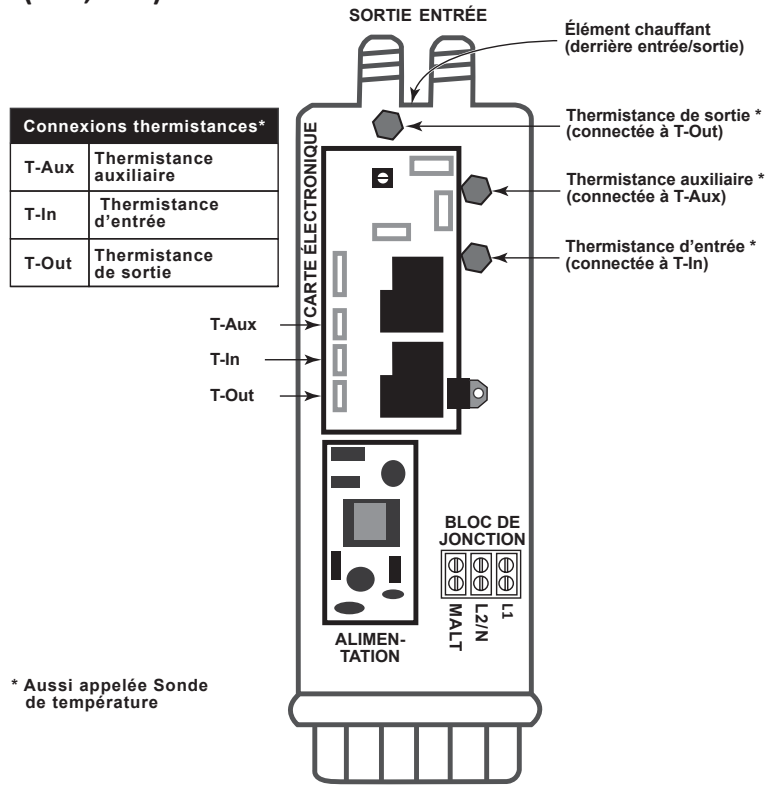 SORTIE ENTRÉE
Élément chauffant
(derrière entrée/sortie)
Thermistance de sortie *
(connectée à T-Out)
Thermistance auxiliaire *
(connectée à T-Aux)
Thermistance d'entrée *
(connectée à T-In)
Connexions thermistances*
T-Aux Thermistance
auxiliaire
T-In Thermistance
d'entrée
T-Out Thermistance
de sortie
CARTE ÉLECTRONIQUE
T-Aux
T-In
T-Out
BLOC DE
JONCTION
MALT
L2/N
L1
ALIMEN-
TATION
* Aussi appelée Sonde
de température